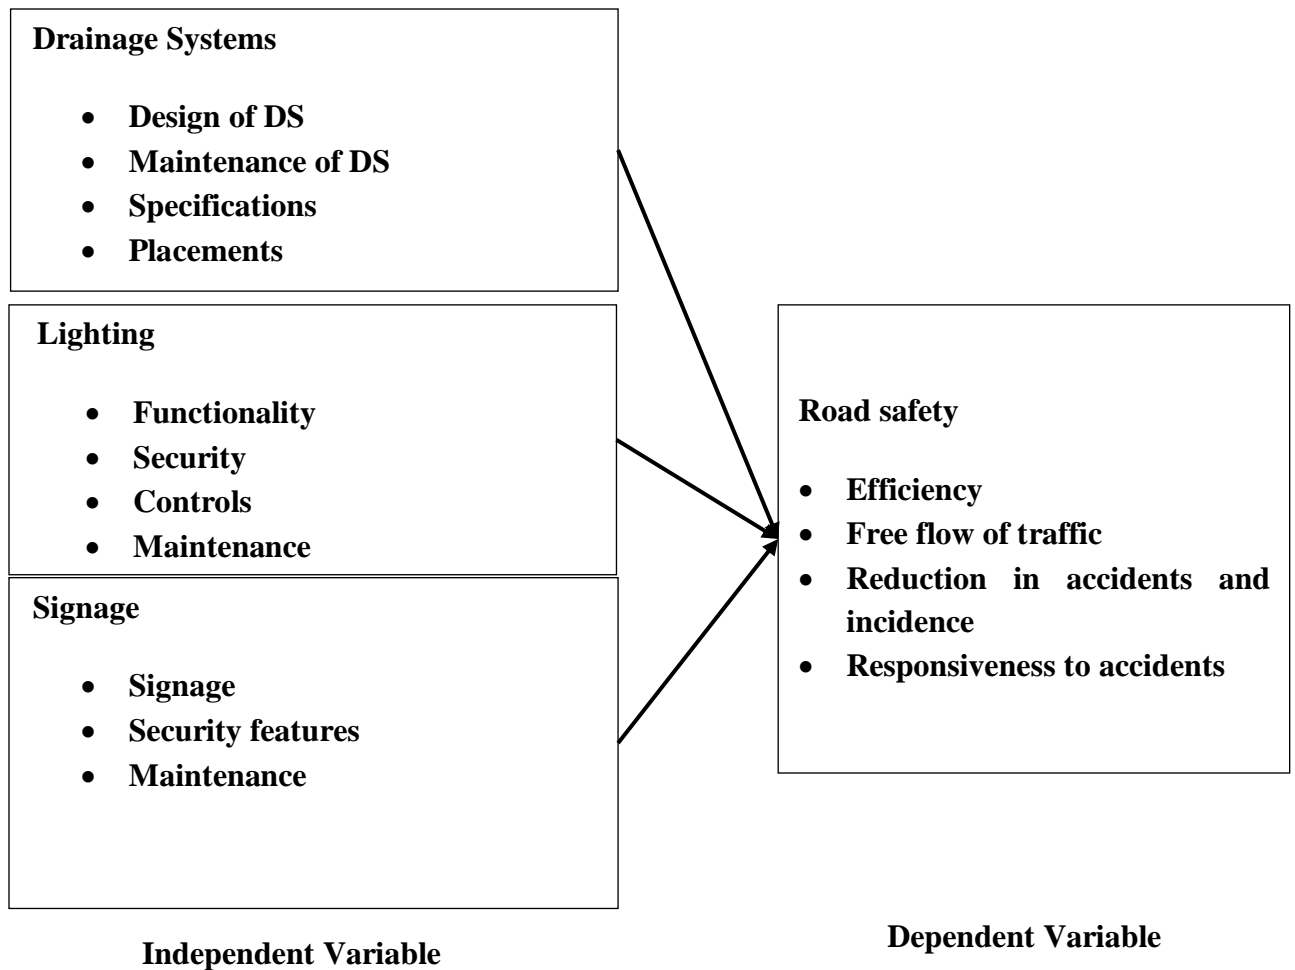 Drainage Systems
• Design of DS
• Maintenance of DS
• Specifications
• Placements
Lighting
• Functionality
• Security
• Controls
• Maintenance
Signage
• Signage
• Security features
• Maintenance
Independent Variable
Road safety
• Efficiency
• Free flow of traffic
• Reduction in accidents and
incidence
• Responsiveness to accidents
Dependent Variable